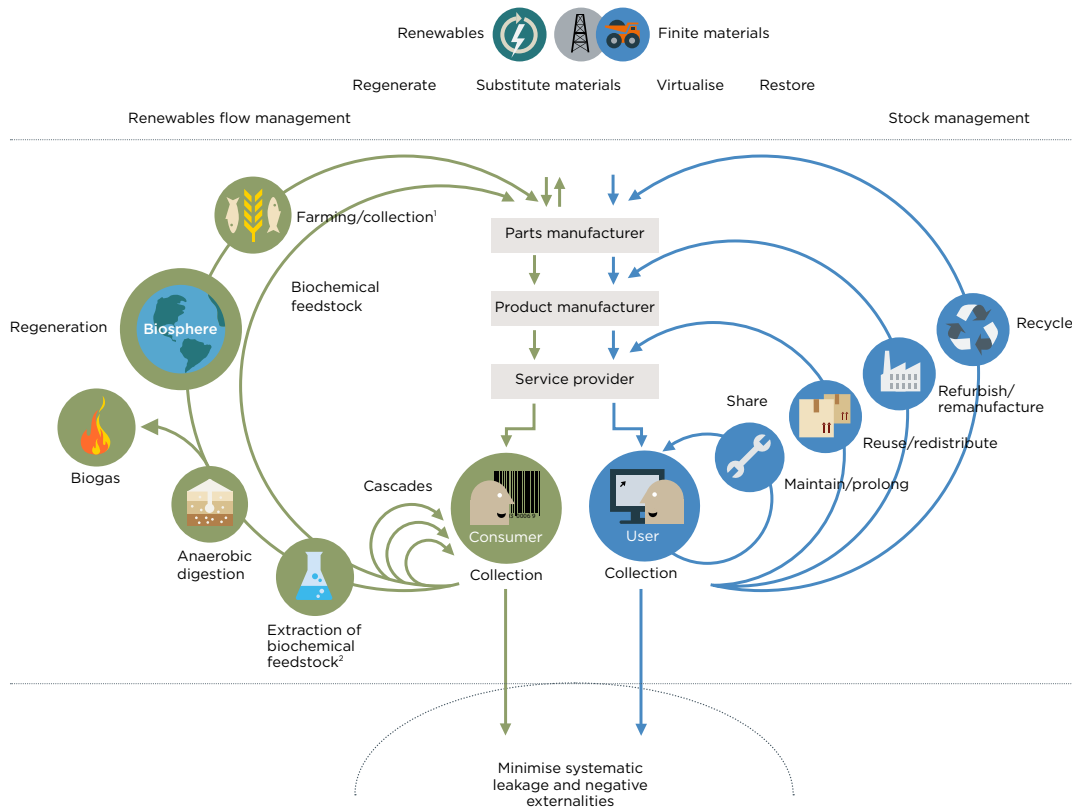 Renewables
Finite materials
Regenerate
Substitute materials
Virtualise
Restore
Renewables flow management
Stock management
Farming/collection¹
Parts manufacturer
Biochemical
feedstock
Regeneration
Biosphere
Product manufacturer
Recycle
Service provider
Share
Refurbish/
remanufacture
Reuse/redistribute
Biogas
Cascades
Maintain/prolong
Anaerobic
digestion
Consumer
User
Collection
Collection
Extraction of
biochemical
feedstock²
Minimise systematic
leakage and negative
externalities